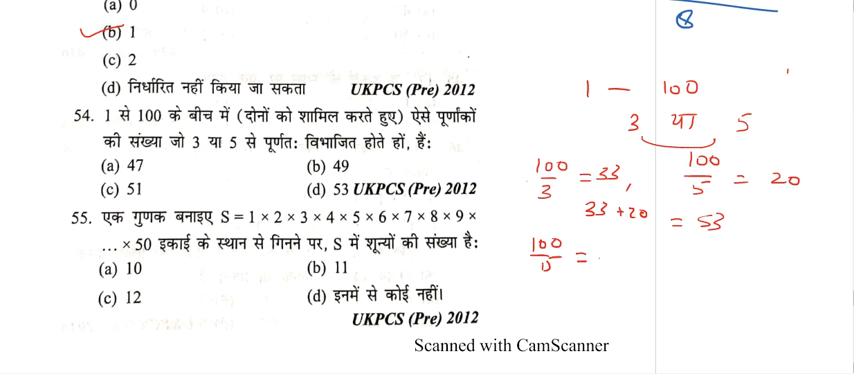 (a) 0
(b) 1
(c) 2
(d) निर्धारित नहीं किया जा सकता UKPCS (Pre) 2012
54. 1 से 100 के बीच में (दोनों को शामिल करते हुए) ऐसे पूर्णांकों
की संख्या जो 3 या 5 से पूर्णत: विभाजित होते हों, हैं:
(a) 47 (b) 49
(c) 51 (d) 53 UKPCS (Pre) 2012
55. एक गुणक बनाइए S = 1 × 2 × 3 × 4 × 5 × 6 × 7 × 8 × 9 ×
... × 50 इकाई के स्थान से गिनने पर, S में शून्यों की संख्या है:
(a) 10 (b) 11
(c) 12 (d) इनमें से कोई नहीं।
UKPCS (Pre) 2012
Scanned with CamScanner
8
1 — 100
3 या 5
100/3 = 33, 100/5 = 20
33 + 20 = 53
100/15 =